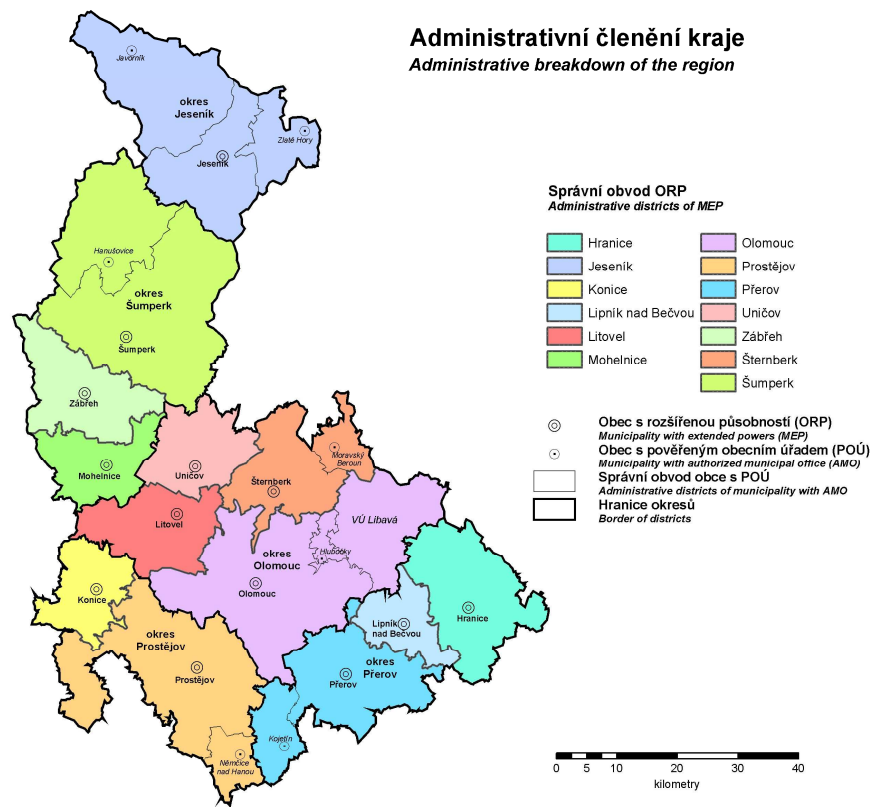 Administrativní členění kraje
Administrative breakdown of the region
Javorník
okres
Jeseník
Zlaté Hory
Jeseník
Hanušovice
okres
Šumperk
Šumperk
Zábřeh
Mohelnice
Uničov
Šternberk
Moravský
Beroun
Litovel
VÚ Libavá
okres
Olomouc
Hlubočky
Olomouc
Konice
Lipník
nad Bečvou
Hranice
okres
Prostějov
Prostějov
okres
Přerov
Přerov
Kojetín
Němčice
nad Hanou
Správní obvod ORP
Administrative districts of MEP
Hranice
Jeseník
Konice
Lipník nad Bečvou
Litovel
Mohelnice
Olomouc
Prostějov
Přerov
Uničov
Zábřeh
Šternberk
Šumperk
Obec s rozšířenou působností (ORP)
Municipality with extended powers (MEP)
Obec s pověřeným obecním úřadem (POÚ)
Municipality with authorized municipal office (AMO)
Správní obvod obce s POÚ
Administrative districts of municipality with AMO
Hranice okresů
Border of districts
0 5 10 20 30 40
kilometry